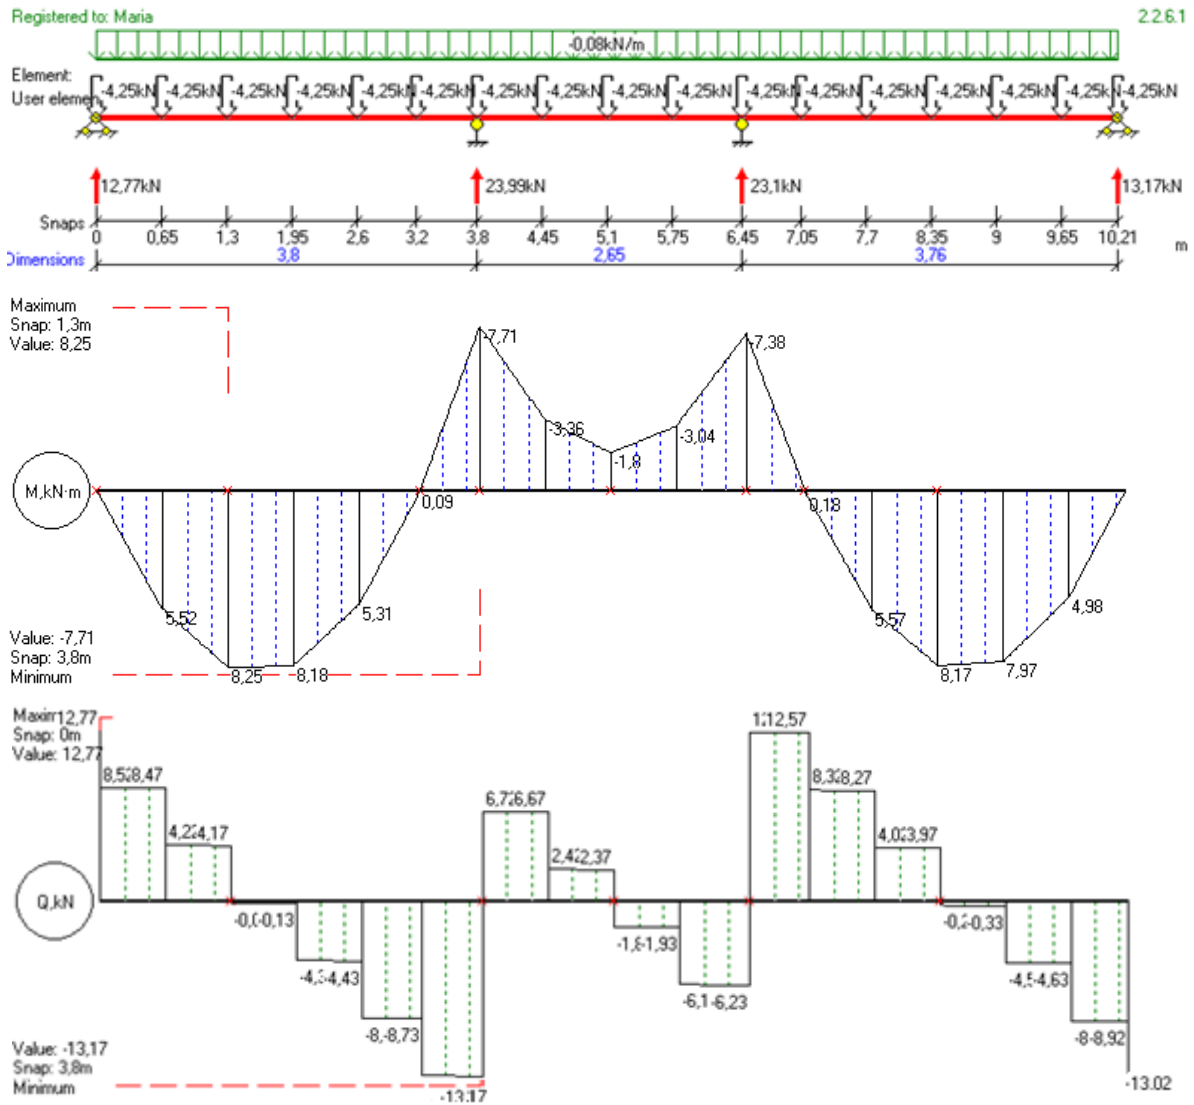 Registered to: Maria 2.2.6.1
-0,08kN/m
Element:
User elemen -4,25kN -4,25kN -4,25kN -4,25kN -4,25kN -4,25kN -4,25kN -4,25kN -4,25kN -4,25kN -4,25kN -4,25kN -4,25kN -4,25kN -4,25kN -4,25kN -4,25kN
12,77kN 23,99kN 23,1kN 13,17kN
Snaps
0 0,65 1,3 1,95 2,6 3,2 3,8 4,45 5,1 5,75 6,45 7,05 7,7 8,35 9 9,65 10,21 m
Dimensions 3,8 2,65 3,76
Maximum
Snap: 1,3m
Value: 8,25
-7,71 -7,38
-3,36 -1,8 -3,04
M,kN·m
0,09 0,18
5,52 5,31 5,57 4,98
8,25 8,18 8,17 7,97
Value: -7,71
Snap: 3,8m
Minimum
12,77
Snap: 0m
Value: 12,77
12,57
8,47 6,67 8,27
4,17 2,37 3,97
Q,kN
-0,13 -1,93 -0,33
-4,43 -6,23 -4,63
-8,73 -8,92
Value: -13,17
Snap: 3,8m
Minimum
-13,17 -13.02